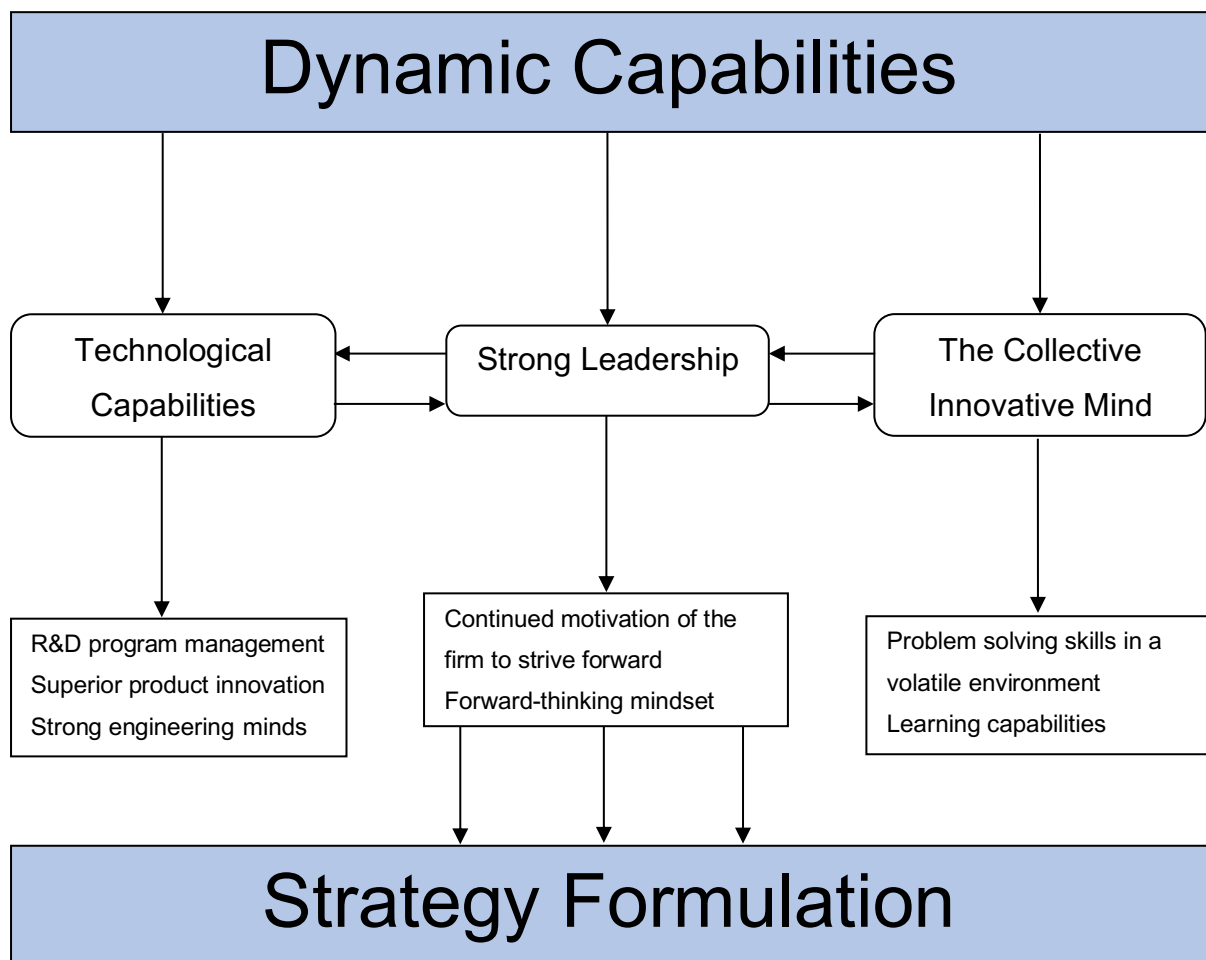 Dynamic Capabilities
Technological
Capabilities
Strong Leadership
The Collective
Innovative Mind
R&D program management
Superior product innovation
Strong engineering minds
Continued motivation of the
firm to strive forward
Forward-thinking mindset
Problem solving skills in a
volatile environment
Learning capabilities
Strategy Formulation